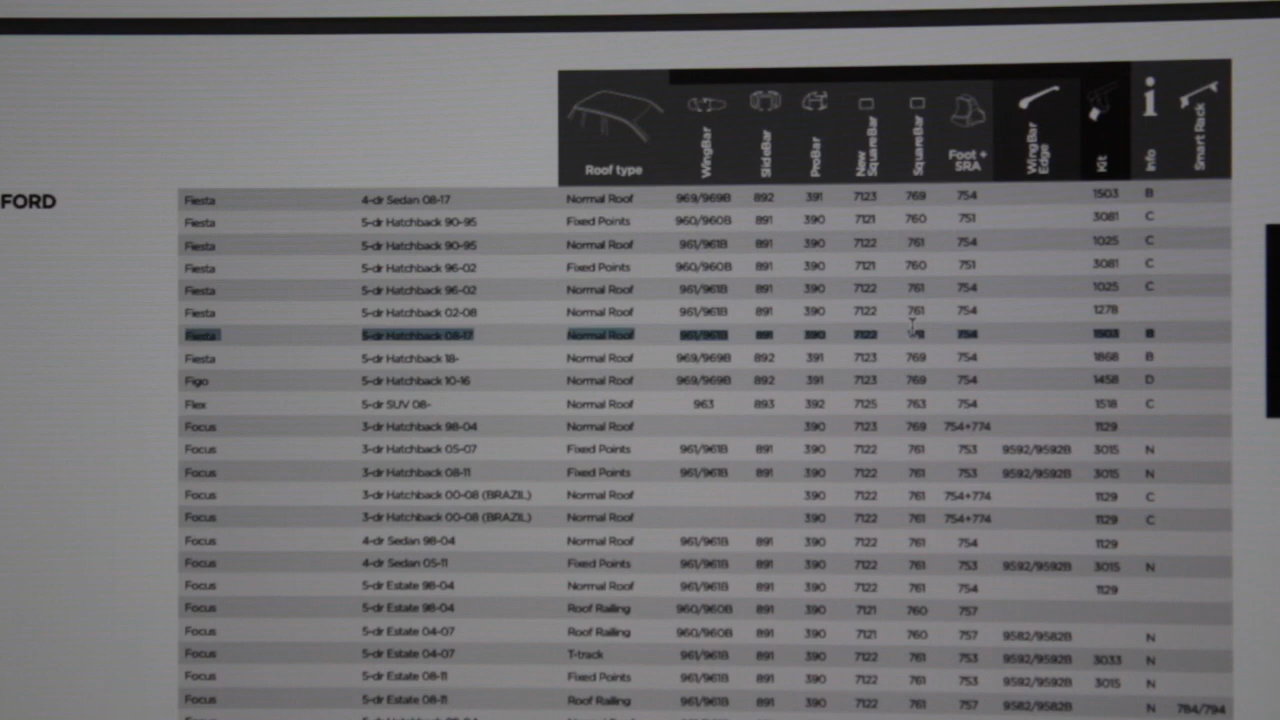 Roof type WingBar SlideBar ProBar New SquareBar SquareBar Foot + SRA WingBar Edge Kit Info Smart Rack
FORD
Fiesta 4-dr Sedan 08-17 Normal Roof 969/969B 892 391 7123 769 754 1503 B
Fiesta 5-dr Hatchback 90-95 Fixed Points 960/960B 891 390 7121 760 751 3081 C
Fiesta 5-dr Hatchback 90-95 Normal Roof 961/961B 891 390 7122 761 754 1025 C
Fiesta 5-dr Hatchback 96-02 Fixed Points 960/960B 891 390 7121 760 751 3081 C
Fiesta 5-dr Hatchback 96-02 Normal Roof 961/961B 891 390 7122 761 754 1025 C
Fiesta 5-dr Hatchback 02-08 Normal Roof 961/961B 891 390 7122 761 754 1278
Fiesta 5-dr Hatchback 08-17 Normal Roof 961/961B 891 390 7122 754 1503 B
Fiesta 5-dr Hatchback 18- Normal Roof 969/969B 892 391 7123 769 754 1868 B
Figo 5-dr Hatchback 10-16 Normal Roof 969/969B 892 391 7123 769 754 1458 D
Flex 5-dr SUV 08- Normal Roof 963 893 392 7125 763 754 1518 C
Focus 3-dr Hatchback 98-04 Normal Roof 390 7123 769 754+774 1129
Focus 3-dr Hatchback 05-07 Fixed Points 961/961B 891 390 7122 761 753 9592/9592B 3015 N
Focus 3-dr Hatchback 08-11 Fixed Points 961/961B 891 390 7122 761 753 9592/9592B 3015 N
Focus 3-dr Hatchback 00-08 (BRAZIL) Normal Roof 390 7122 761 754+774 1129 C
Focus 3-dr Hatchback 00-08 (BRAZIL) Normal Roof 390 7122 761 754+774 1129 C
Focus 4-dr Sedan 98-04 Normal Roof 961/961B 891 390 7122 761 754 1129
Focus 4-dr Sedan 05-11 Fixed Points 961/961B 891 390 7122 761 753 9592/9592B 3015 N
Focus 5-dr Estate 98-04 Normal Roof 961/961B 891 390 7122 761 754 1129
Focus 5-dr Estate 98-04 Roof Railing 960/960B 891 390 7121 760 757
Focus 5-dr Estate 04-07 Roof Railing 960/960B 891 390 7121 760 757 9582/9582B N
Focus 5-dr Estate 04-07 T-track 961/961B 891 390 7122 761 753 9592/9592B 3033 N
Focus 5-dr Estate 08-11 Fixed Points 961/961B 891 390 7122 761 753 9592/9592B 3015 N
Focus 5-dr Estate 08-11 Roof Railing 961/961B 891 390 7122 761 757 9582/9582B N 784/794